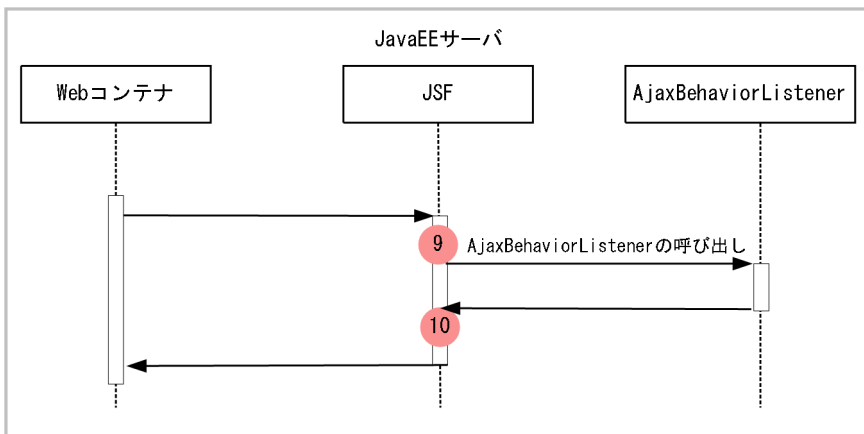 JavaEEサーバ
Webコンテナ
JSF
AjaxBehaviorListener
9
AjaxBehaviorListenerの呼び出し
10